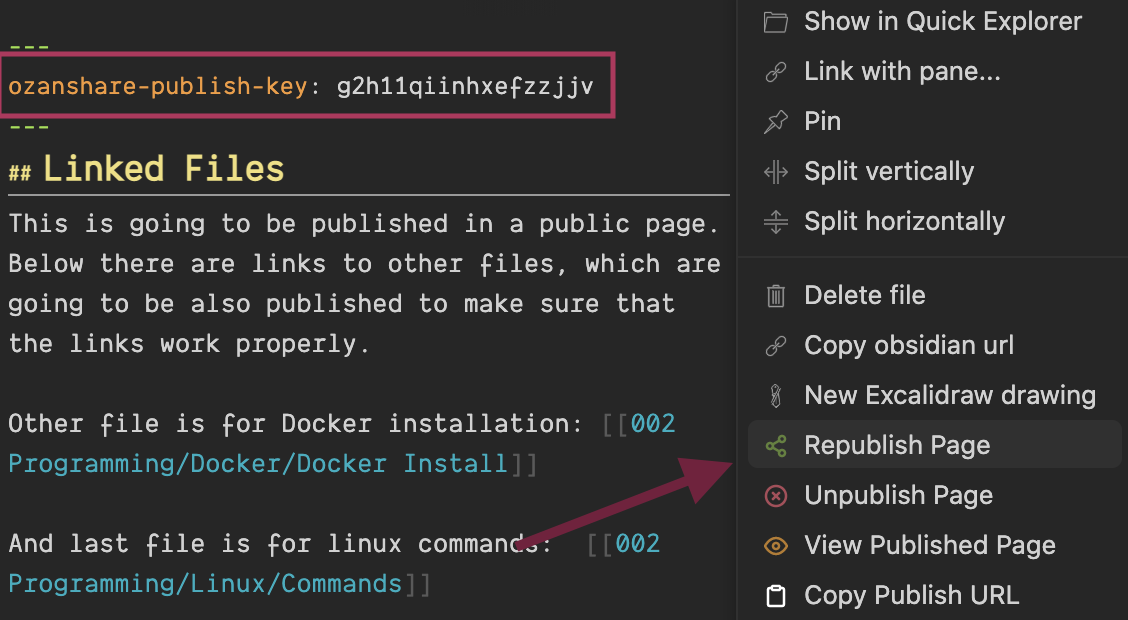 ---
ozanshare-publish-key: g2h11qiinhxefzzjjv
---
## Linked Files
This is going to be published in a public page.
Below there are links to other files, which are
going to be also published to make sure that
the links work properly.
Other file is for Docker installation: [[002
Programming/Docker/Docker Install]]
And last file is for linux commands: [[002
Programming/Linux/Commands]]
Show in Quick Explorer
Link with pane...
Pin
Split vertically
Split horizontally
Delete file
Copy obsidian url
New Excalidraw drawing
Republish Page
Unpublish Page
View Published Page
Copy Publish URL